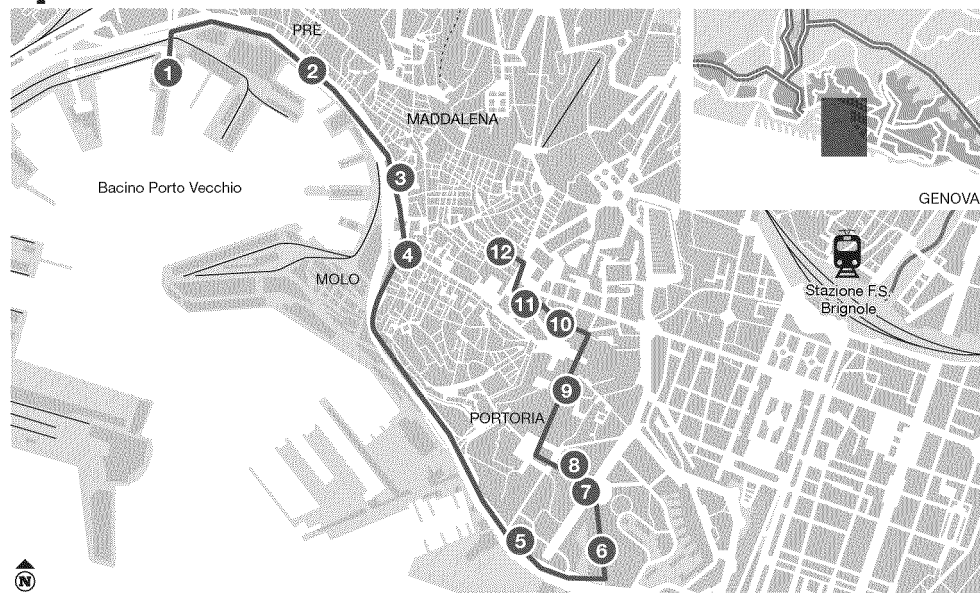 PRÈ
1
2
MADDALENA
3
Bacino Porto Vecchio
GENOVA
4
12
MOLO
Stazione F.S.
Brignole
11
10
9
PORTORIA
8
7
5
6
N